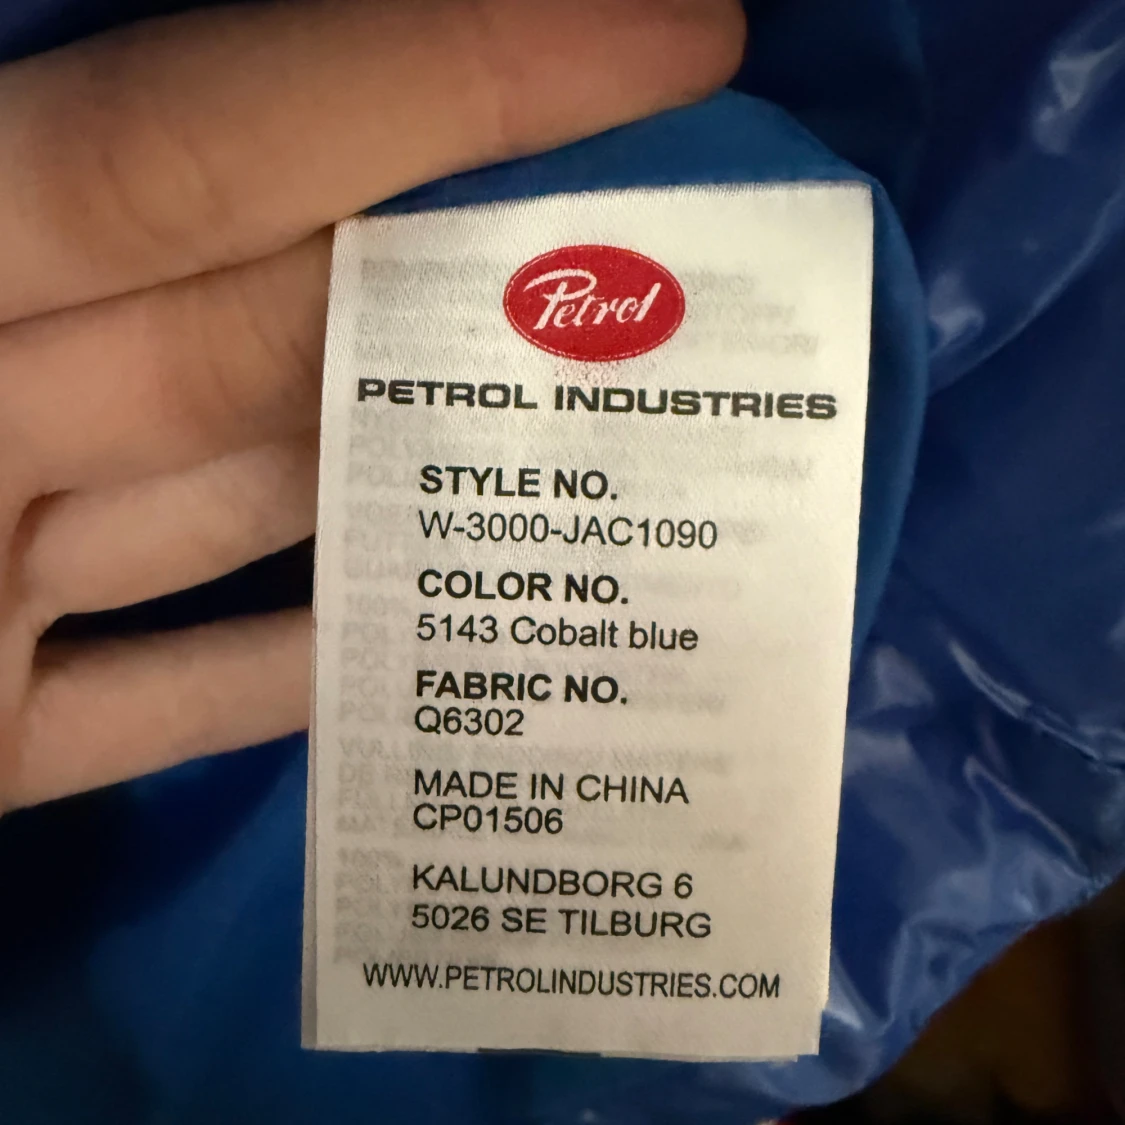 Petrol
PETROL INDUSTRIES
STYLE NO.
W-3000-JAC1090
COLOR NO.
5143 Cobalt blue
FABRIC NO.
Q6302
MADE IN CHINA
CP01506
KALUNDBORG 6
5026 SE TILBURG
WWW.PETROLINDUSTRIES.COM